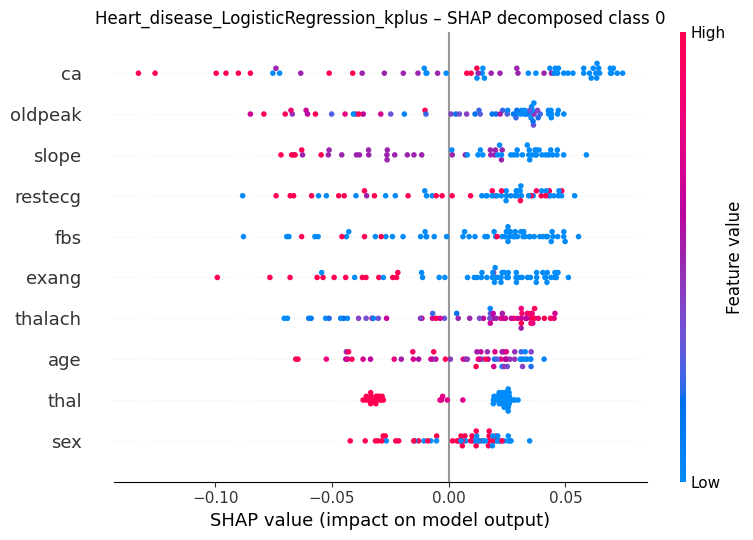 Heart_disease_LogisticRegression_kplus – SHAP decomposed class 0
High
ca
oldpeak
slope
restecg
fbs
exang
thalach
age
thal
sex
Feature value
Low
−0.10 −0.05 0.00 0.05
SHAP value (impact on model output)